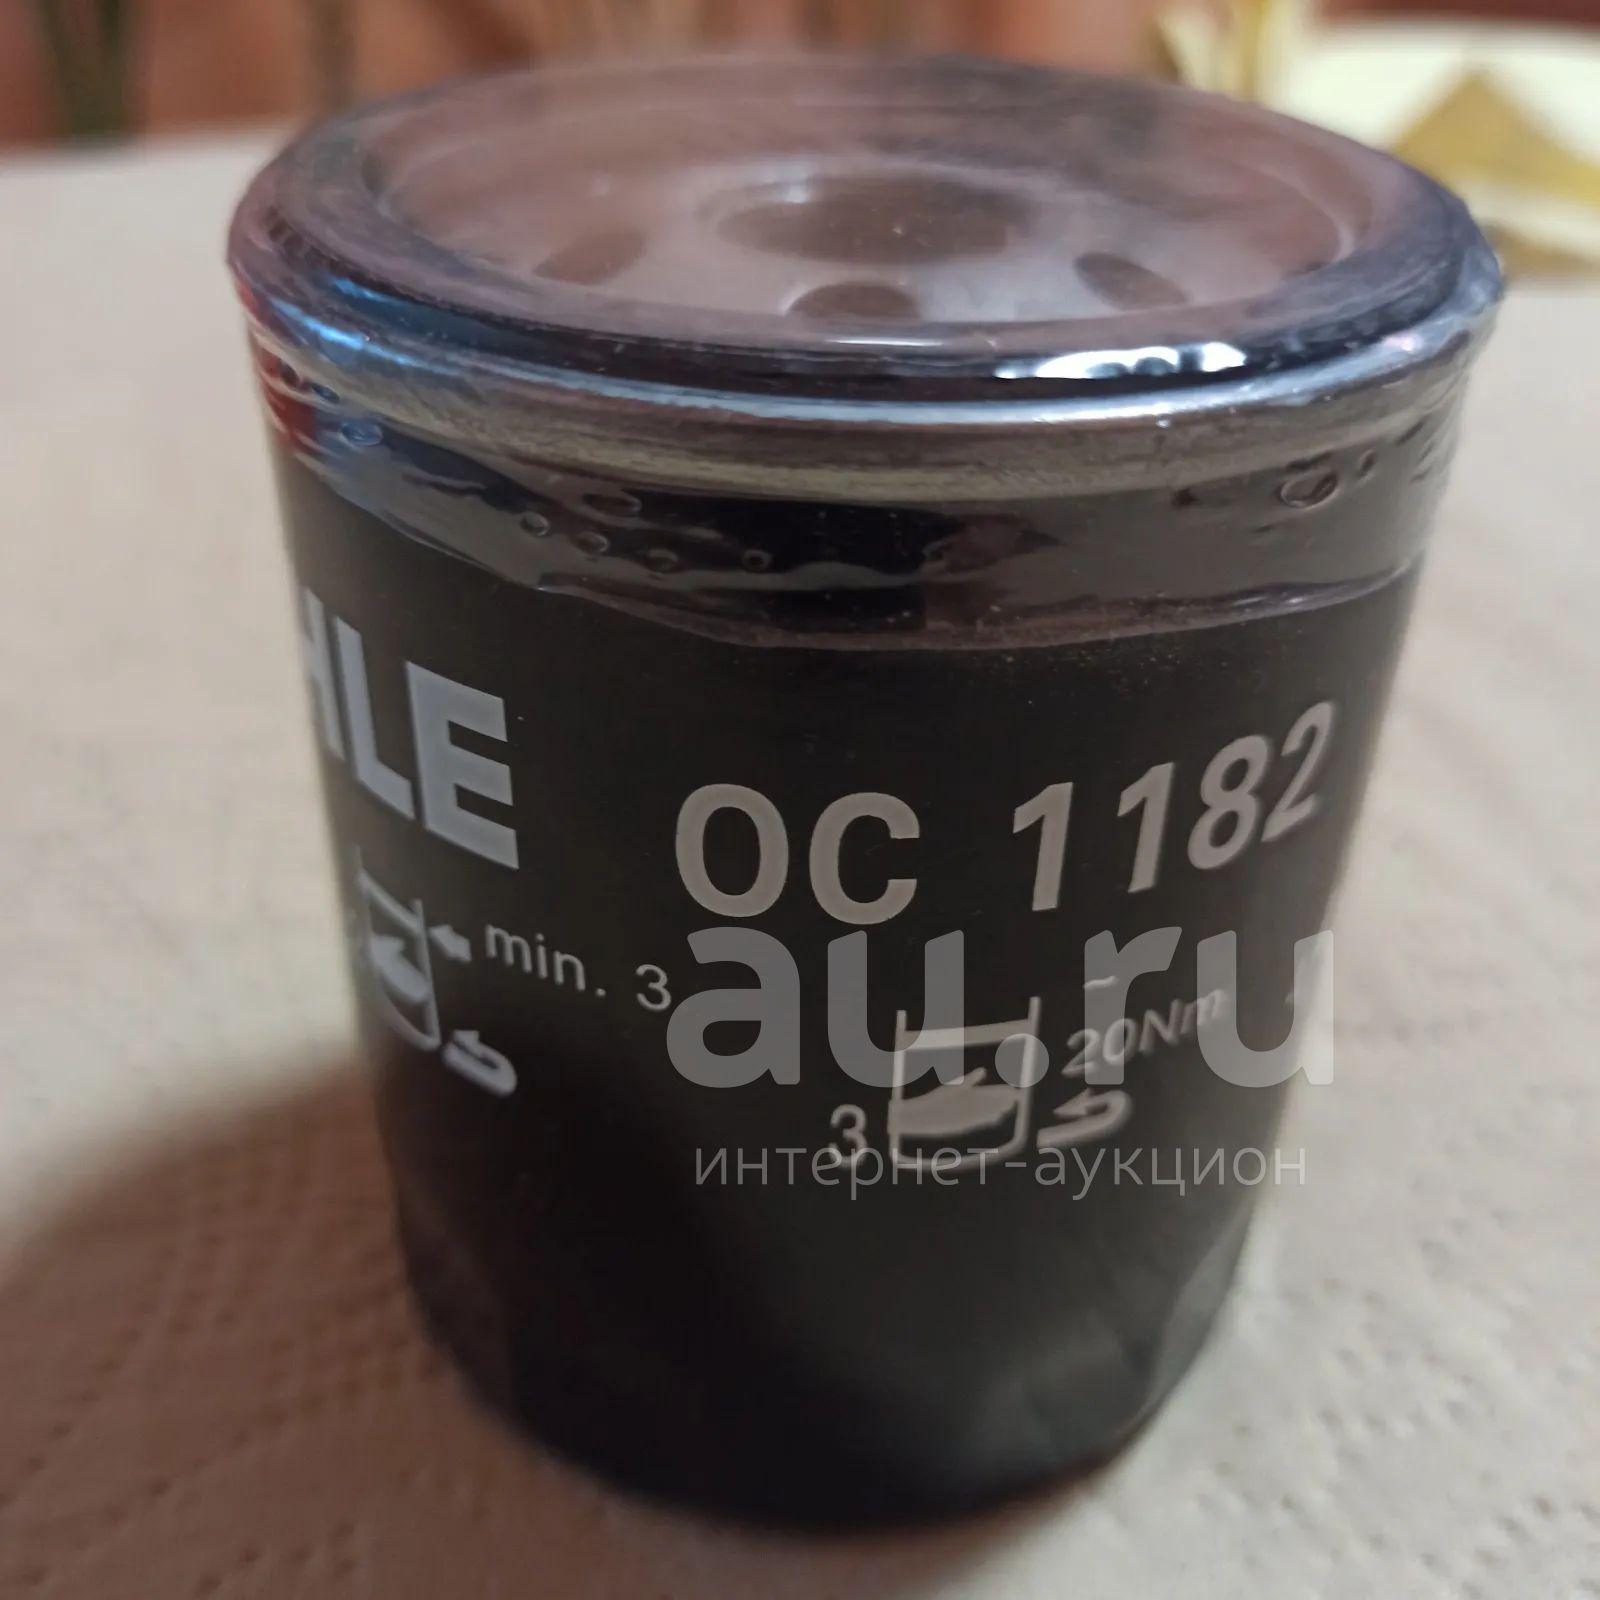 HLE
OC 1182
min. 3
~
20Nm
3
au.ru
интернет-аукцион